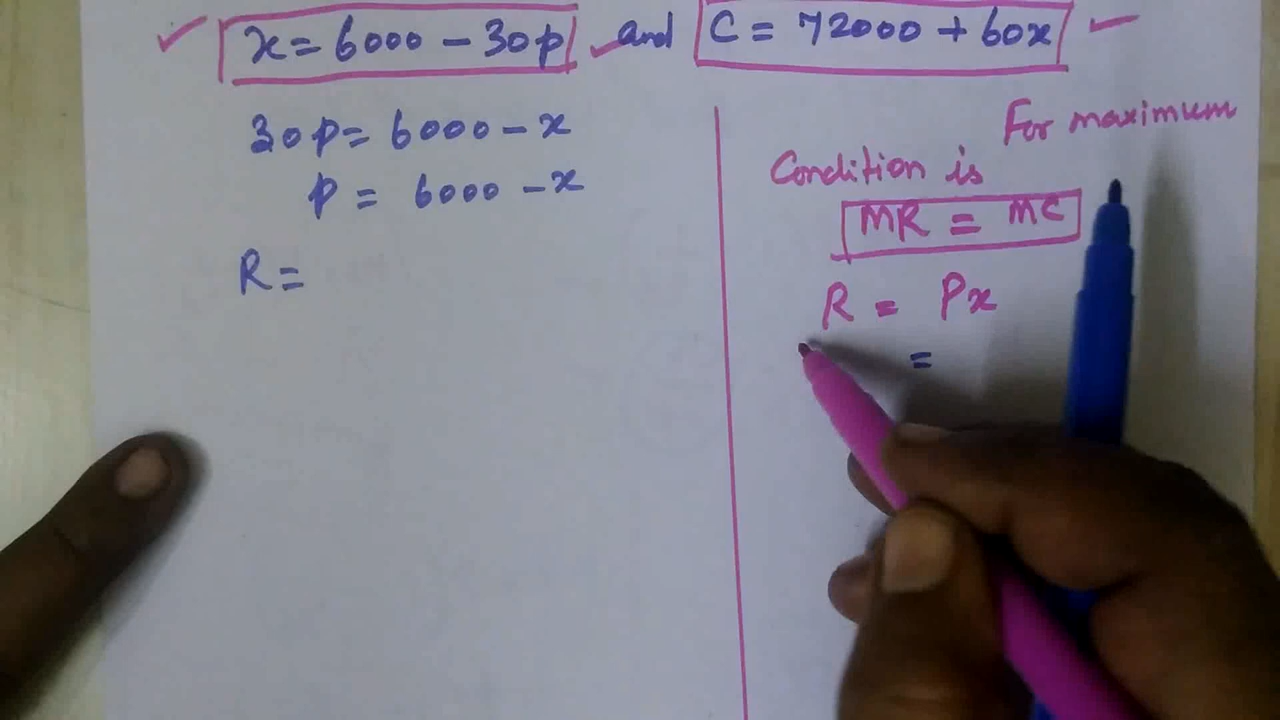 x = 6000 - 30p and C = 72000 + 60x
30p = 6000 - x
p = 6000 - x
R =
For maximum
Condition is
MR = MC
R = Px
=